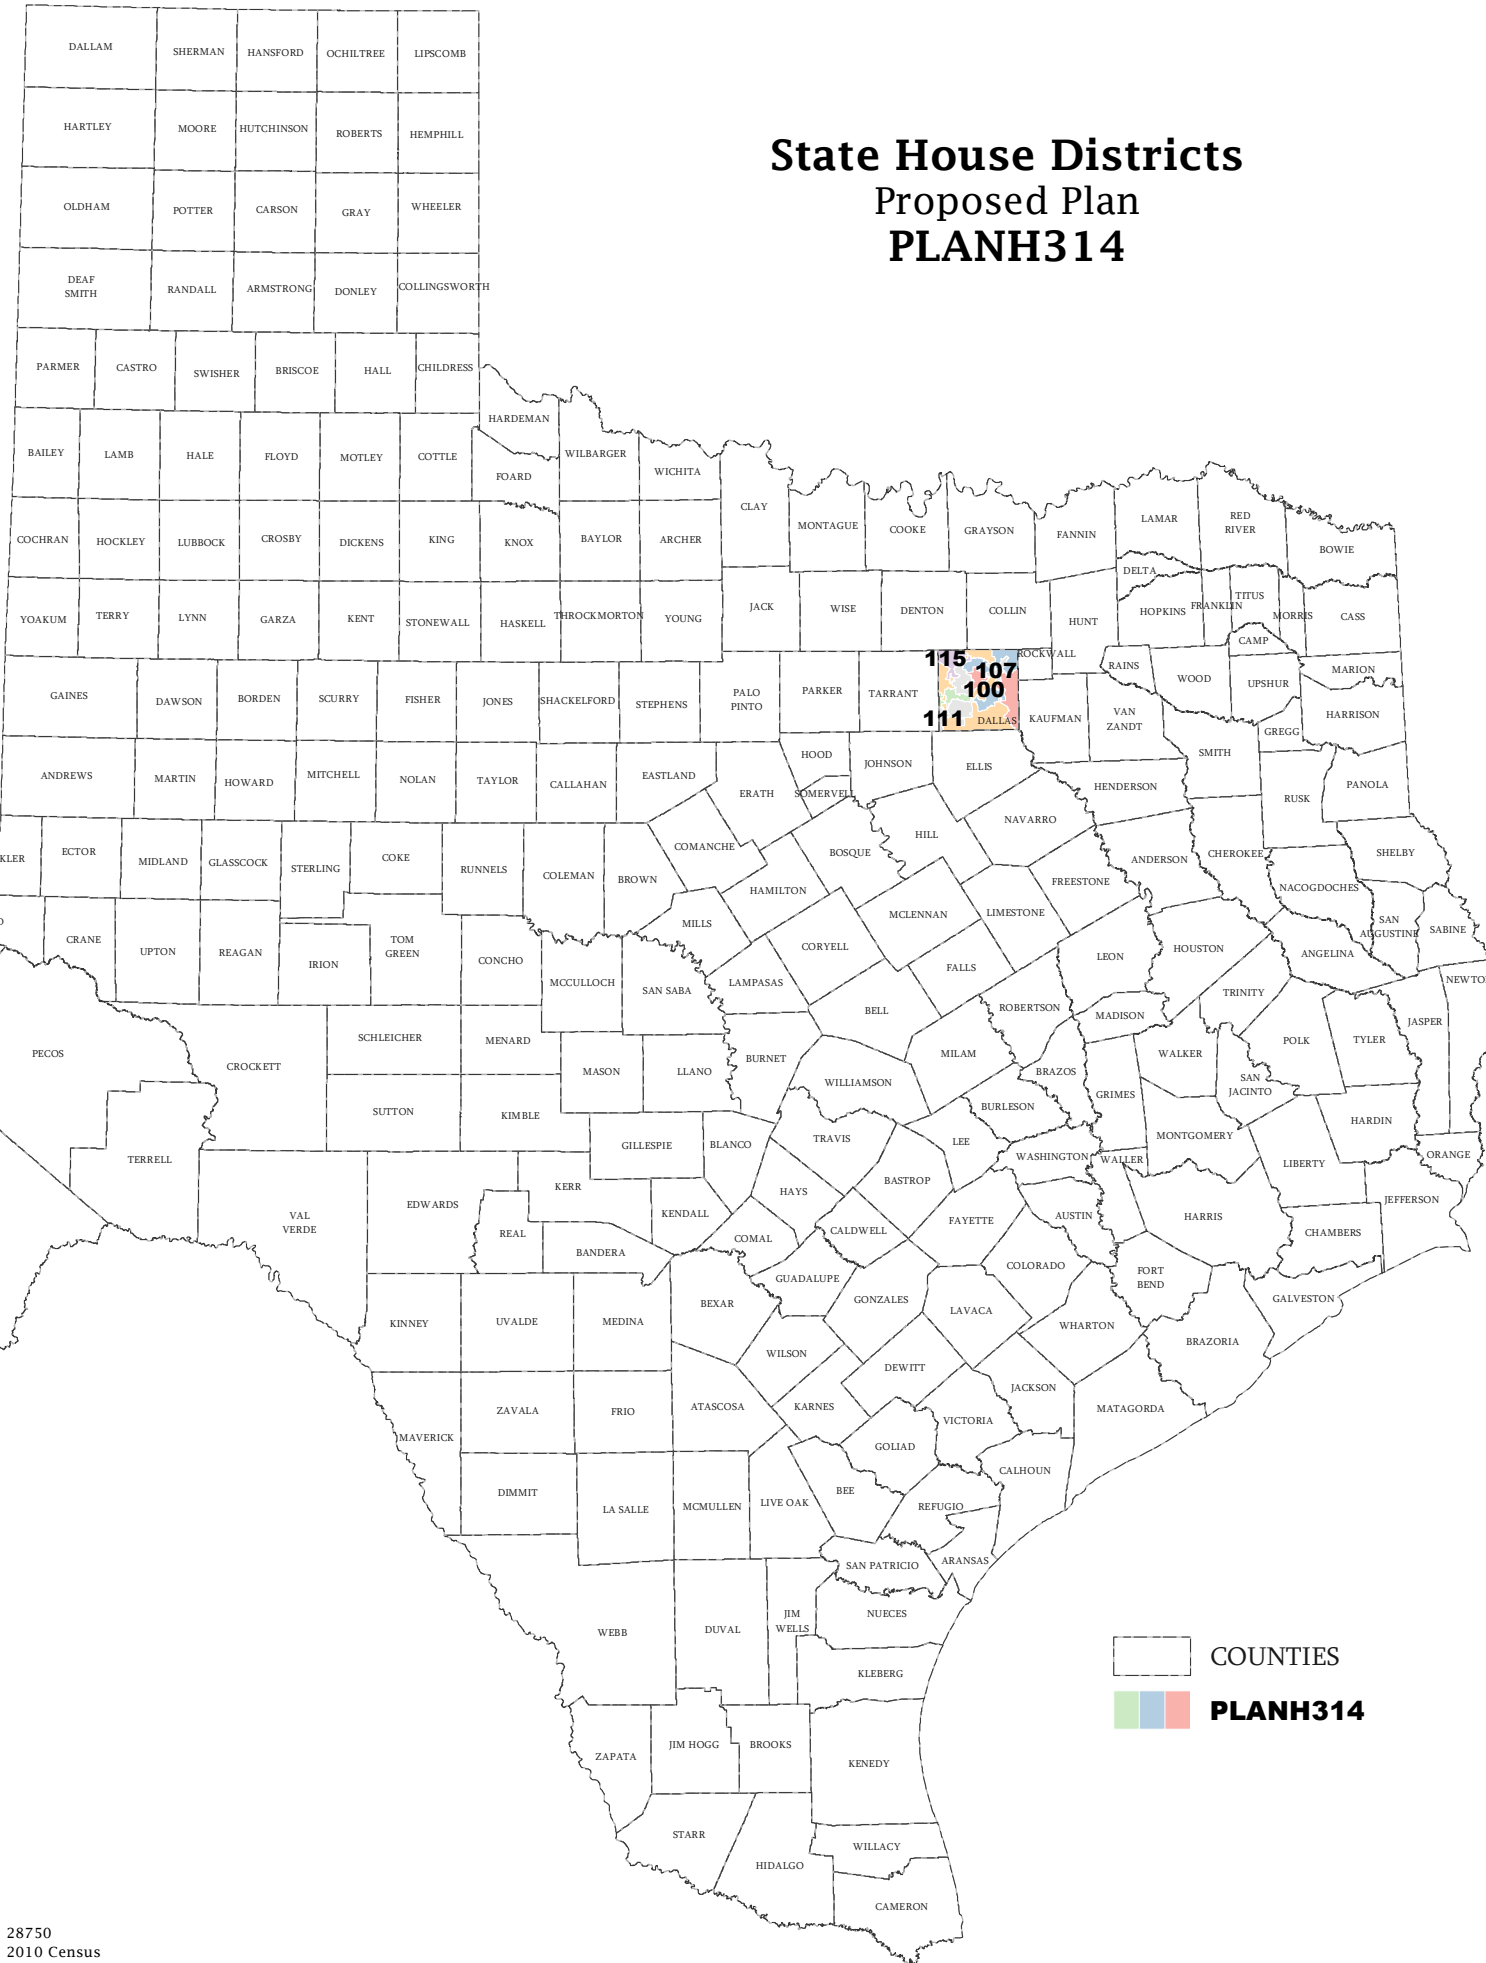 State House Districts
Proposed Plan
PLANH314
DALLAM
SHERMAN
HANSFORD
OCHILTREE
LIPSCOMB
HARTLEY
MOORE
HUTCHINSON
ROBERTS
HEMPHILL
OLDHAM
POTTER
CARSON
GRAY
WHEELER
DEAF
SMITH
RANDALL
ARMSTRONG
DONLEY
COLLINGSWORTH
PARMER
CASTRO
SWISHER
BRISCOE
HALL
CHILDRESS
HARDEMAN
BAILEY
LAMB
HALE
FLOYD
MOTLEY
COTTLE
FOARD
WILBARGER
WICHITA
CLAY
MONTAGUE
COOKE
GRAYSON
FANNIN
LAMAR
RED
RIVER
BOWIE
COCHRAN
HOCKLEY
LUBBOCK
CROSBY
DICKENS
KING
KNOX
BAYLOR
ARCHER
DELTA
YOAKUM
TERRY
LYNN
GARZA
KENT
STONEWALL
HASKELL
THROCKMORTON
YOUNG
JACK
WISE
DENTON
COLLIN
HUNT
HOPKINS
FRANKLIN
TITUS
MORRIS
CASS
CAMP
115
107
100
111
DALLAS
ROCKWALL
RAINS
WOOD
UPSHUR
MARION
GAINES
DAWSON
BORDEN
SCURRY
FISHER
JONES
SHACKELFORD
STEPHENS
PALO
PINTO
PARKER
TARRANT
KAUFMAN
VAN
ZANDT
GREGG
HARRISON
SMITH
ANDREWS
MARTIN
HOWARD
MITCHELL
NOLAN
TAYLOR
CALLAHAN
EASTLAND
HOOD
JOHNSON
ELLIS
ERATH
SOMERVELL
HENDERSON
RUSK
PANOLA
KLER
ECTOR
MIDLAND
GLASSCOCK
STERLING
COKE
RUNNELS
COLEMAN
BROWN
COMANCHE
BOSQUE
HILL
NAVARRO
ANDERSON
CHEROKEE
SHELBY
HAMILTON
FREESTONE
NACOGDOCHES
O
CRANE
UPTON
REAGAN
IRION
TOM
GREEN
CONCHO
MCCULLOCH
SAN SABA
MILLS
LAMPASAS
CORYELL
MCLENNAN
LIMESTONE
FALLS
LEON
HOUSTON
ANGELINA
SAN
AUGUSTINE
SABINE
NEWTO
TRINITY
PECOS
CROCKETT
SCHLEICHER
MENARD
MASON
LLANO
BURNET
BELL
MILAM
ROBERTSON
MADISON
WALKER
POLK
TYLER
JASPER
SUTTON
KIMBLE
WILLIAMSON
BRAZOS
BURLESON
GRIMES
SAN
JACINTO
HARDIN
TERRELL
GILLESPIE
BLANCO
TRAVIS
LEE
WASHINGTON
WALLER
MONTGOMERY
LIBERTY
ORANGE
JEFFERSON
VAL
VERDE
EDWARDS
KERR
REAL
KENDALL
BANDERA
HAYS
COMAL
BASTROP
CALDWELL
FAYETTE
AUSTIN
HARRIS
CHAMBERS
KINNEY
UVALDE
MEDINA
BEXAR
GUADALUPE
GONZALES
LAVACA
COLORADO
FORT
BEND
GALVESTON
WHARTON
BRAZORIA
WILSON
DEWITT
JACKSON
MATAGORDA
MAVERICK
ZAVALA
FRIO
ATASCOSA
KARNES
VICTORIA
GOLIAD
CALHOUN
DIMMIT
LA SALLE
MCMULLEN
LIVE OAK
BEE
REFUGIO
ARANSAS
SAN PATRICIO
WEBB
DUVAL
JIM
WELLS
NUECES
KLEBERG
ZAPATA
JIM HOGG
BROOKS
KENEDY
STARR
HIDALGO
WILLACY
CAMERON
COUNTIES
PLANH314
28750
2010 Census